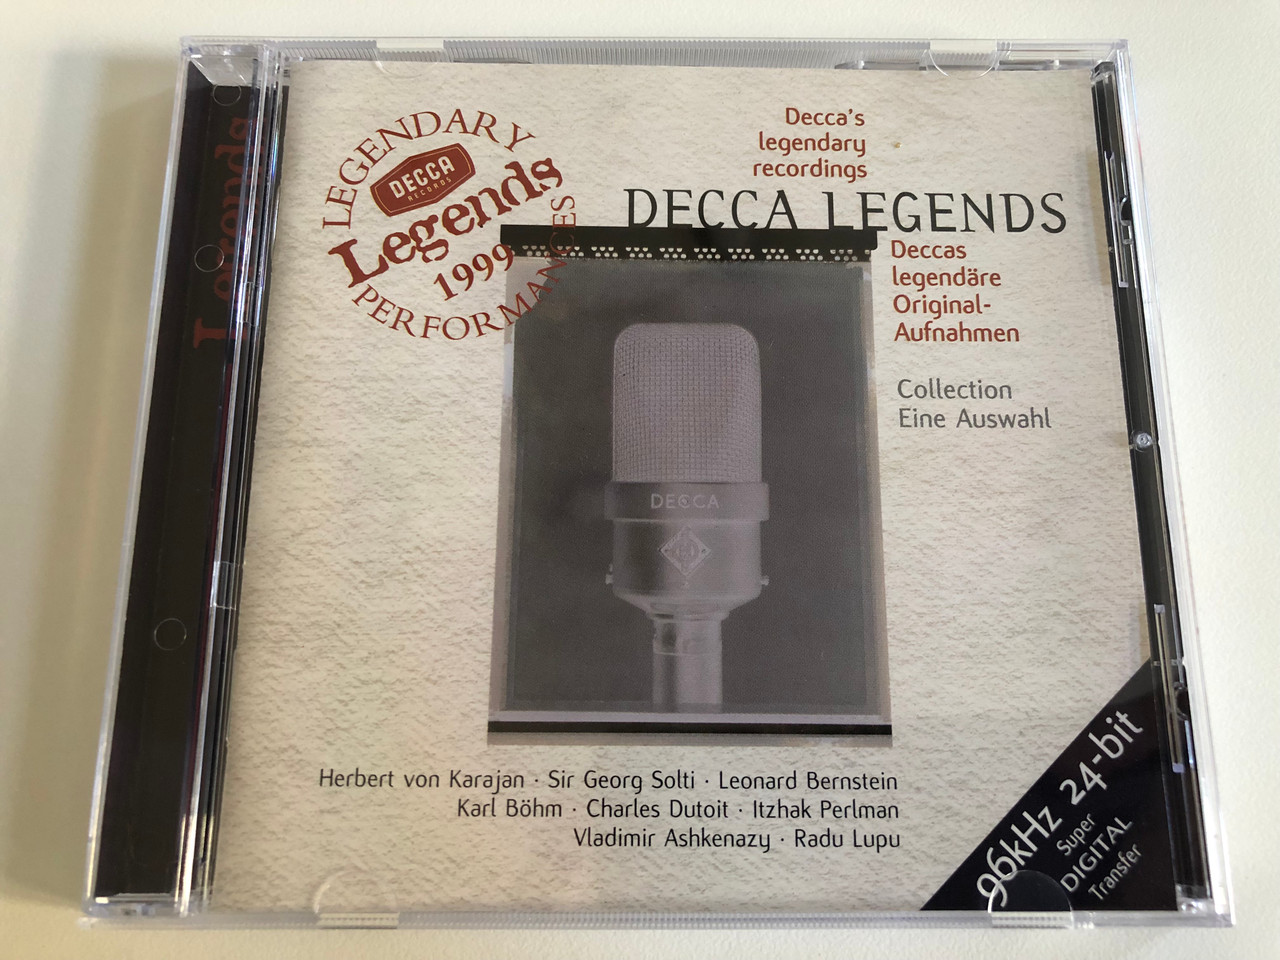 LEGENDARY
DECCA
RECORDS
Legends
1999
PERFORMANCES
Decca's
legendary
recordings
DECCA LEGENDS
Deccas
legendäre
Original-
Aufnahmen
Collection
Eine Auswahl
DECCA
Herbert von Karajan · Sir Georg Solti · Leonard Bernstein
Karl Böhm · Charles Dutoit · Itzhak Perlman
Vladimir Ashkenazy · Radu Lupu
96kHz 24-bit
Super
DIGITAL
Transfer
Legends